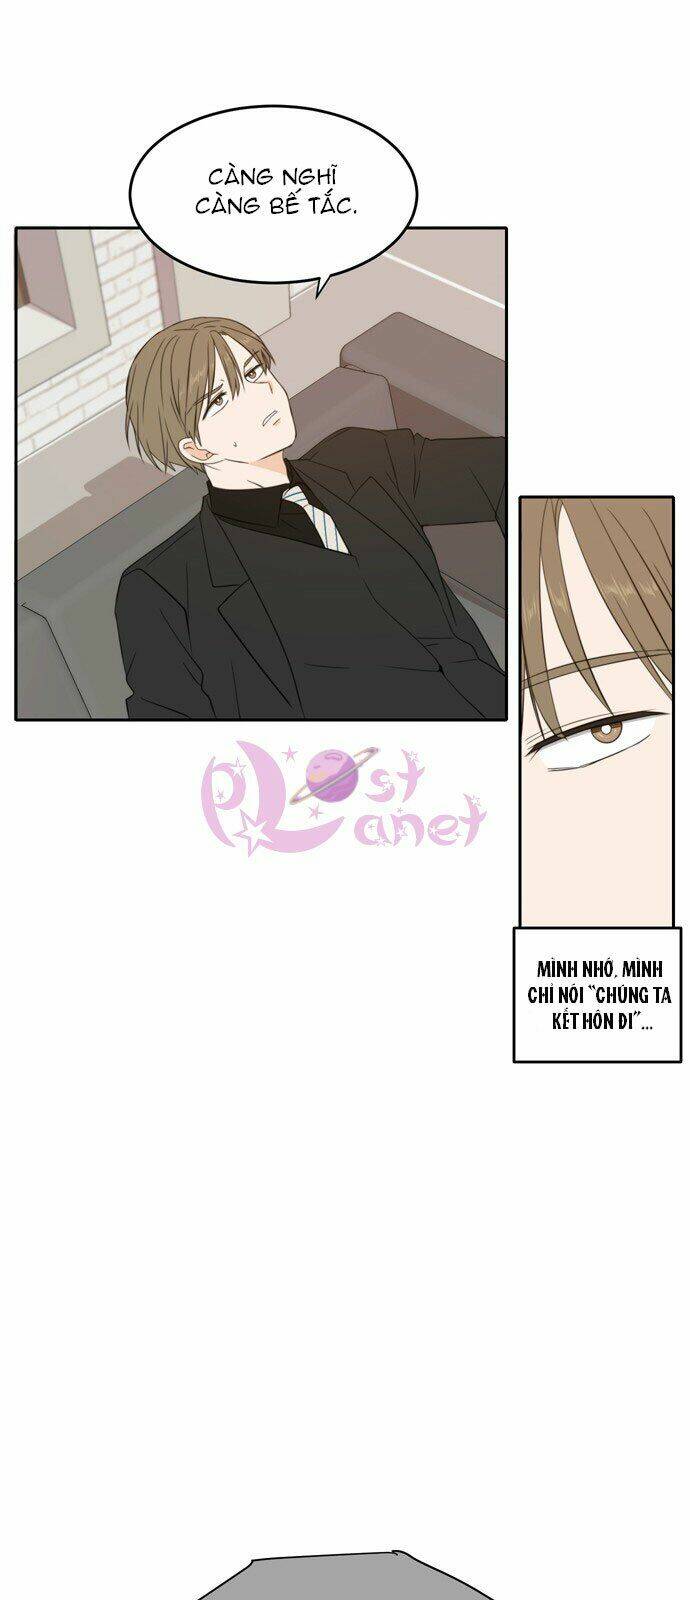 CÀNG NGHĨ
CÀNG BẾ TẮC.
Lost
Planet
MÌNH NHỚ, MÌNH
CHỈ NÓI "CHÚNG TA
KẾT HÔN ĐI"...